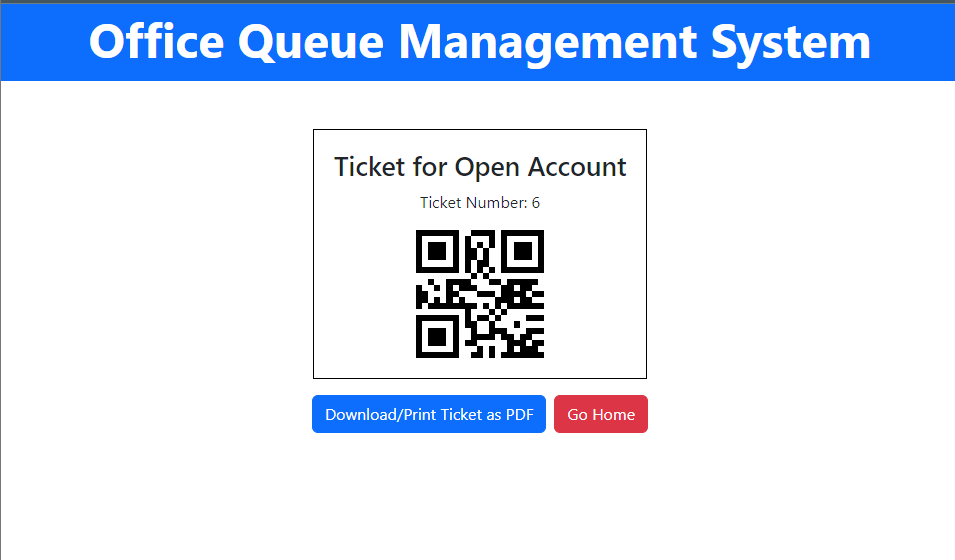 Office Queue Management System
Ticket for Open Account
Ticket Number: 6
Download/Print Ticket as PDF
Go Home